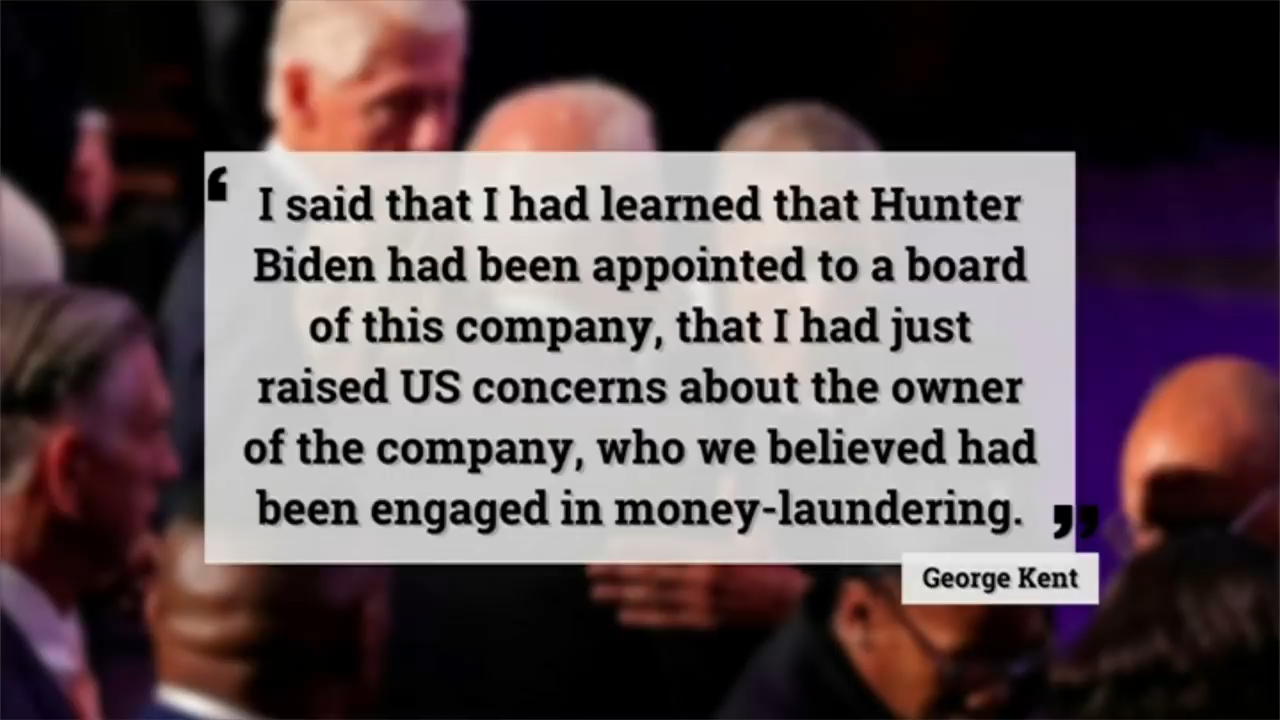 ‘ I said that I had learned that Hunter
Biden had been appointed to a board
of this company, that I had just
raised US concerns about the owner
of the company, who we believed had
been engaged in money-laundering. ”
George Kent